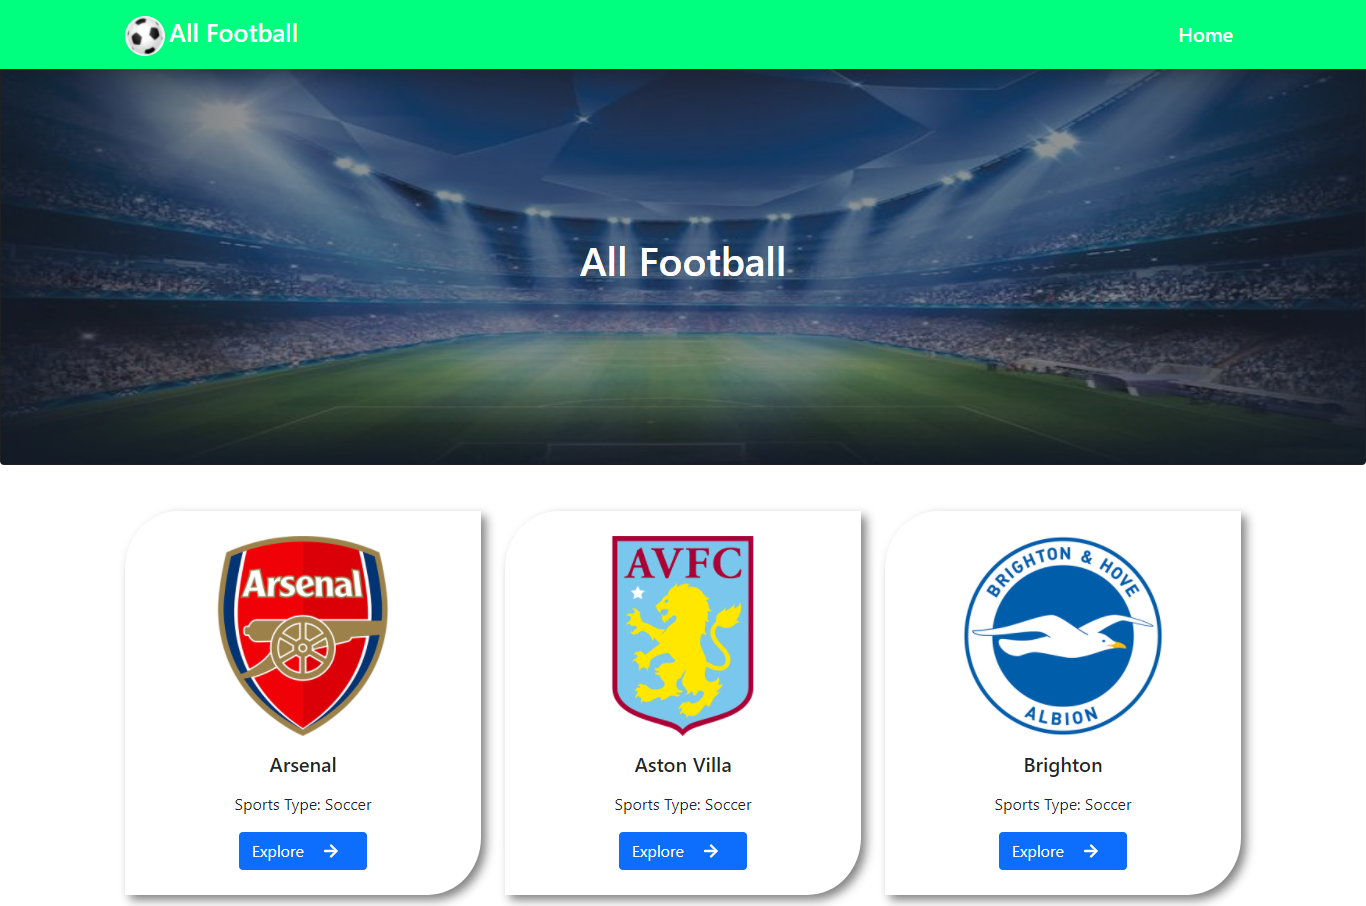 All Football
Home
All Football
Arsenal
AVFC
BRIGHTON & HOVE
ALBION
Arsenal
Aston Villa
Brighton
Sports Type: Soccer
Sports Type: Soccer
Sports Type: Soccer
Explore
Explore
Explore